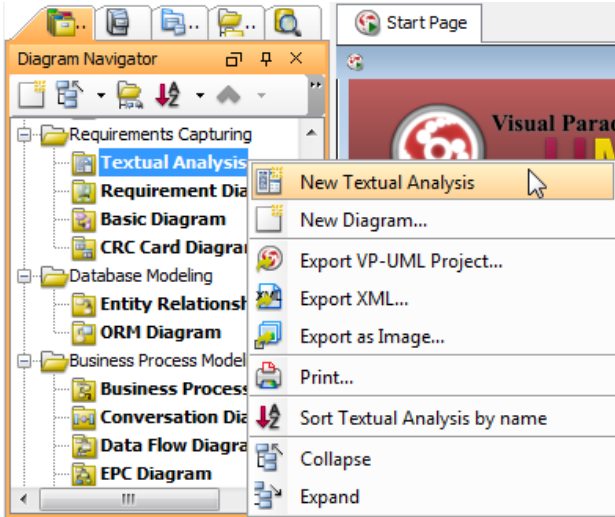 Start Page
Diagram Navigator
Visual Para
Requirements Capturing
Textual Analysis
Requirement Dia
Basic Diagram
CRC Card Diagra
Database Modeling
Entity Relationsh
ORM Diagram
Business Process Model
Business Process
Conversation Dia
Data Flow Diagra
EPC Diagram
New Textual Analysis
New Diagram...
Export VP-UML Project...
Export XML...
Export as Image...
Print...
Sort Textual Analysis by name
Collapse
Expand